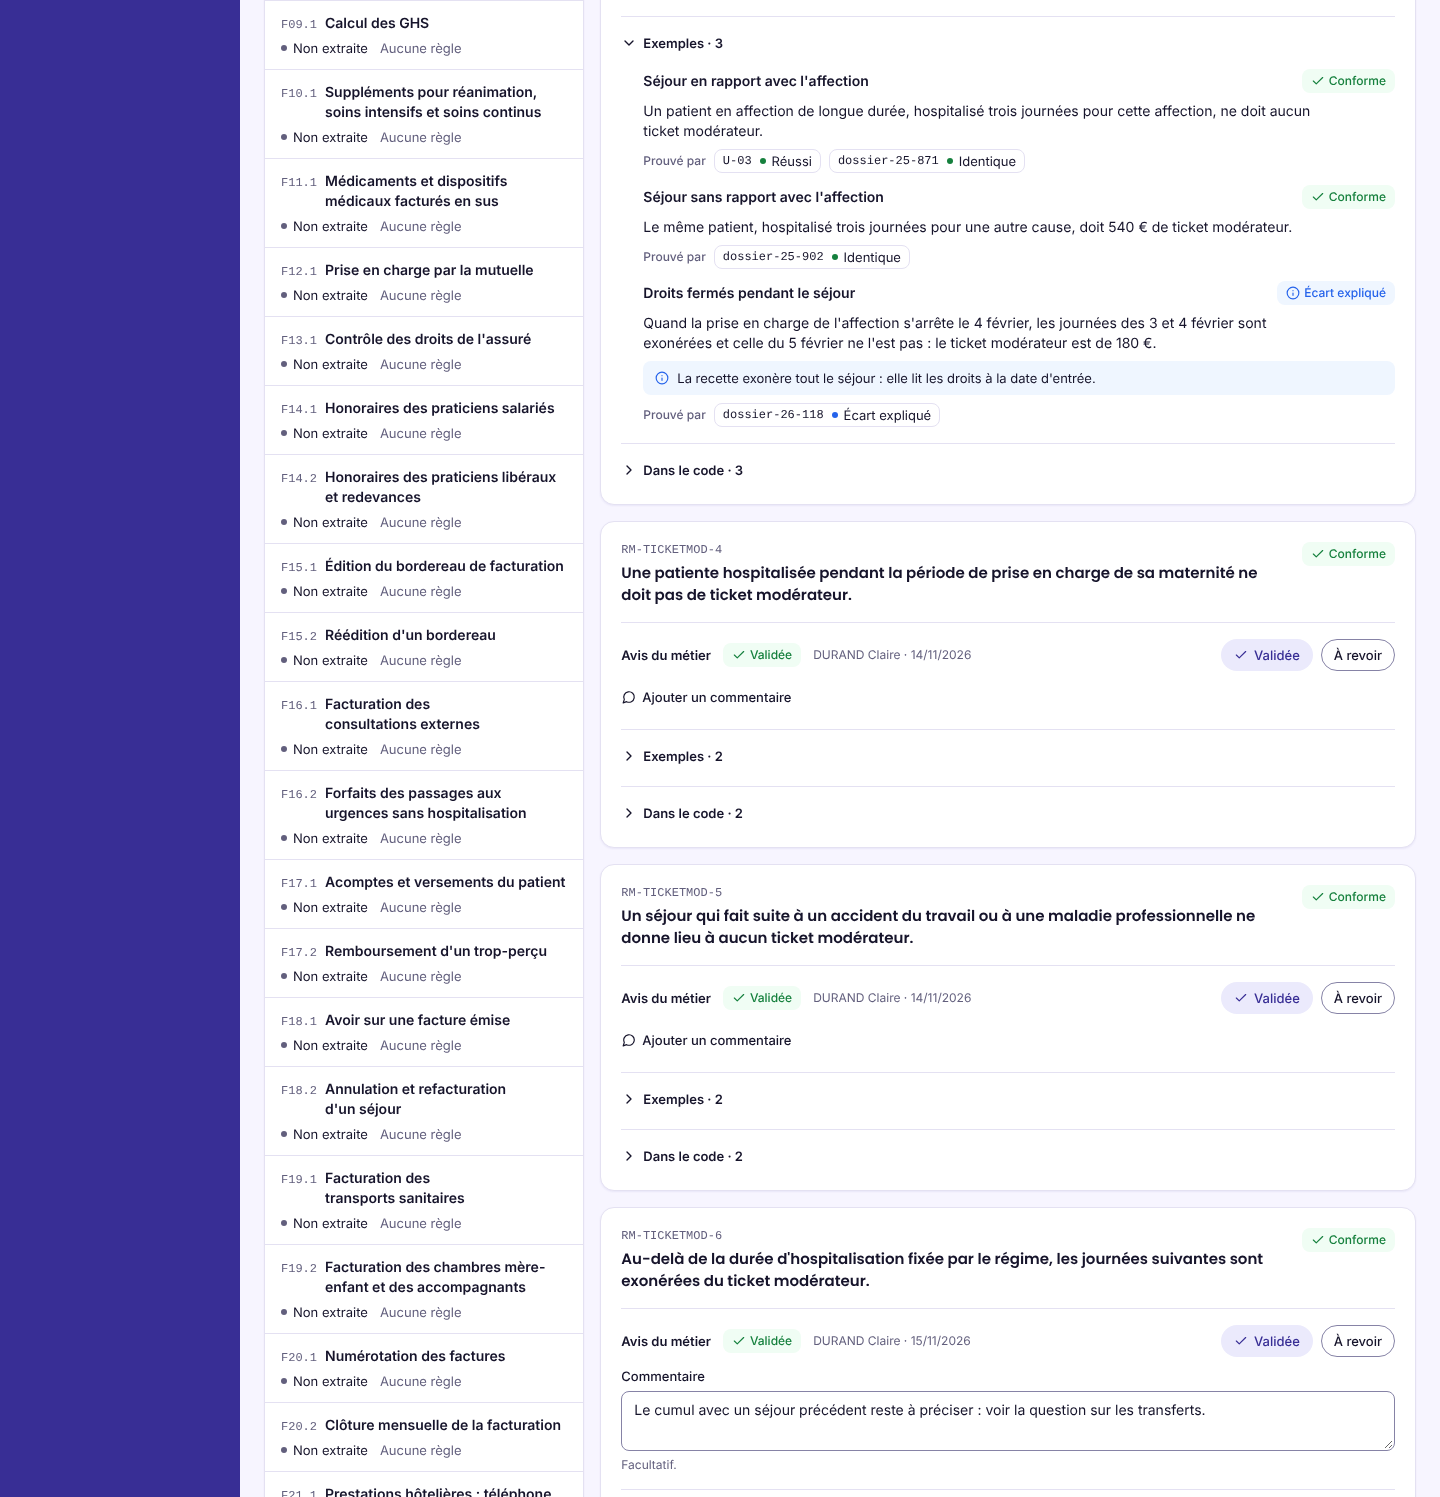 F09.1 Calcul des GHS
Non extraite Aucune règle
F10.1 Suppléments pour réanimation,
soins intensifs et soins continus
Non extraite Aucune règle
F11.1 Médicaments et dispositifs
médicaux facturés en sus
Non extraite Aucune règle
F12.1 Prise en charge par la mutuelle
Non extraite Aucune règle
F13.1 Contrôle des droits de l'assuré
Non extraite Aucune règle
F14.1 Honoraires des praticiens salariés
Non extraite Aucune règle
F14.2 Honoraires des praticiens libéraux
et redevances
Non extraite Aucune règle
F15.1 Édition du bordereau de facturation
Non extraite Aucune règle
F15.2 Réédition d'un bordereau
Non extraite Aucune règle
F16.1 Facturation des
consultations externes
Non extraite Aucune règle
F16.2 Forfaits des passages aux
urgences sans hospitalisation
Non extraite Aucune règle
F17.1 Acomptes et versements du patient
Non extraite Aucune règle
F17.2 Remboursement d'un trop-perçu
Non extraite Aucune règle
F18.1 Avoir sur une facture émise
Non extraite Aucune règle
F18.2 Annulation et refacturation
d'un séjour
Non extraite Aucune règle
F19.1 Facturation des
transports sanitaires
Non extraite Aucune règle
F19.2 Facturation des chambres mère-
enfant et des accompagnants
Non extraite Aucune règle
F20.1 Numérotation des factures
Non extraite Aucune règle
F20.2 Clôture mensuelle de la facturation
Non extraite Aucune règle
F21.1 Prestations hôtelières : téléphone
Exemples · 3
Séjour en rapport avec l'affection Conforme
Un patient en affection de longue durée, hospitalisé trois journées pour cette affection, ne doit aucun
ticket modérateur.
Prouvé par U-03 Réussi dossier-25-871 Identique
Séjour sans rapport avec l'affection Conforme
Le même patient, hospitalisé trois journées pour une autre cause, doit 540 € de ticket modérateur.
Prouvé par dossier-25-902 Identique
Droits fermés pendant le séjour Écart expliqué
Quand la prise en charge de l'affection s'arrête le 4 février, les journées des 3 et 4 février sont
exonérées et celle du 5 février ne l'est pas : le ticket modérateur est de 180 €.
La recette exonère tout le séjour : elle lit les droits à la date d'entrée.
Prouvé par dossier-26-118 Écart expliqué
Dans le code · 3
RM-TICKETMOD-4 Conforme
Une patiente hospitalisée pendant la période de prise en charge de sa maternité ne
doit pas de ticket modérateur.
Avis du métier Validée DURAND Claire · 14/11/2026 Validée À revoir
Ajouter un commentaire
Exemples · 2
Dans le code · 2
RM-TICKETMOD-5 Conforme
Un séjour qui fait suite à un accident du travail ou à une maladie professionnelle ne
donne lieu à aucun ticket modérateur.
Avis du métier Validée DURAND Claire · 14/11/2026 Validée À revoir
Ajouter un commentaire
Exemples · 2
Dans le code · 2
RM-TICKETMOD-6 Conforme
Au-delà de la durée d'hospitalisation fixée par le régime, les journées suivantes sont
exonérées du ticket modérateur.
Avis du métier Validée DURAND Claire · 15/11/2026 Validée À revoir
Commentaire
Le cumul avec un séjour précédent reste à préciser : voir la question sur les transferts.
Facultatif.